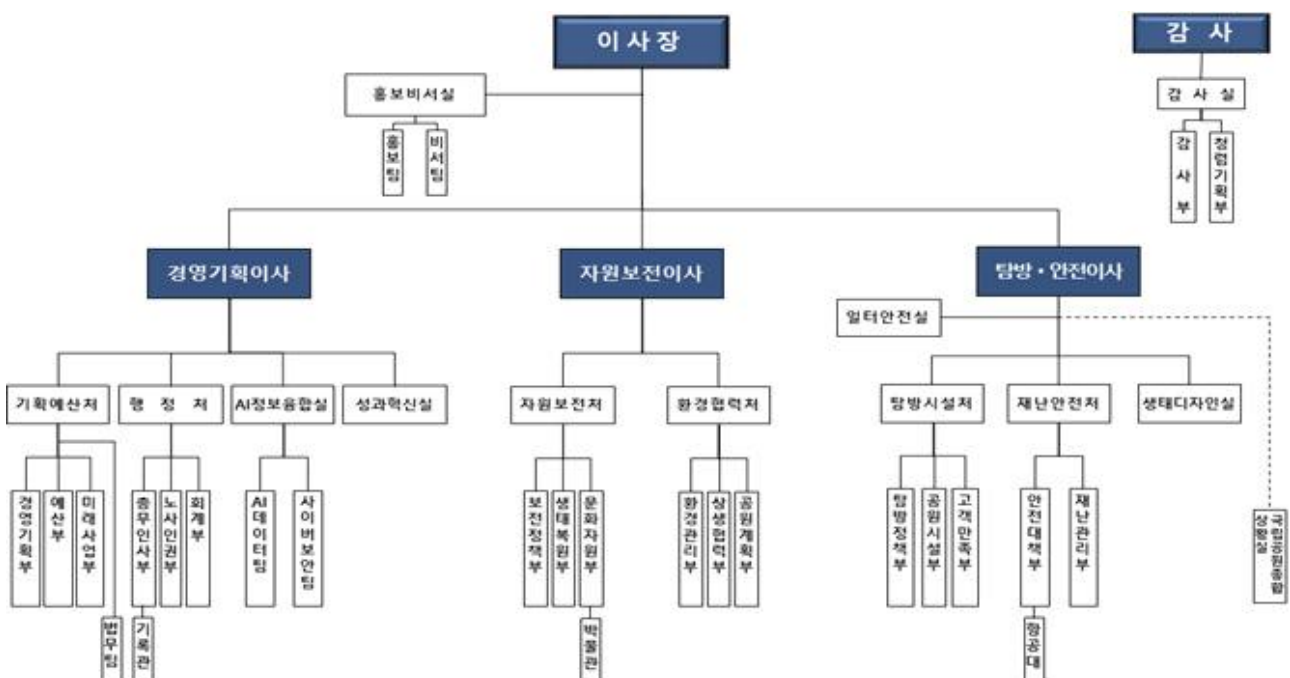 이사장
감 사
홍보비서실
감 사 실
홍보팀
비서팀
감사부
청렴기획부
경영기획이사
자원보전이사
탐방·안전이사
일터안전실
기획예산처
행 정 처
AI정보융합실
성과혁신실
자원보전처
환경협력처
탐방시설처
재난안전처
생태디자인실
경영기획부
예산부
미래사업부
총무인사부
노사인권부
회계부
AI데이터팀
사이버보안팀
보전정책부
생태복원부
문화자원부
환경관리부
상생협력부
공원계획부
탐방정책부
공원시설부
고객만족부
안전대책부
재난관리부
국립공원종합
상황실
법무팀
기록관
박물관
항공대